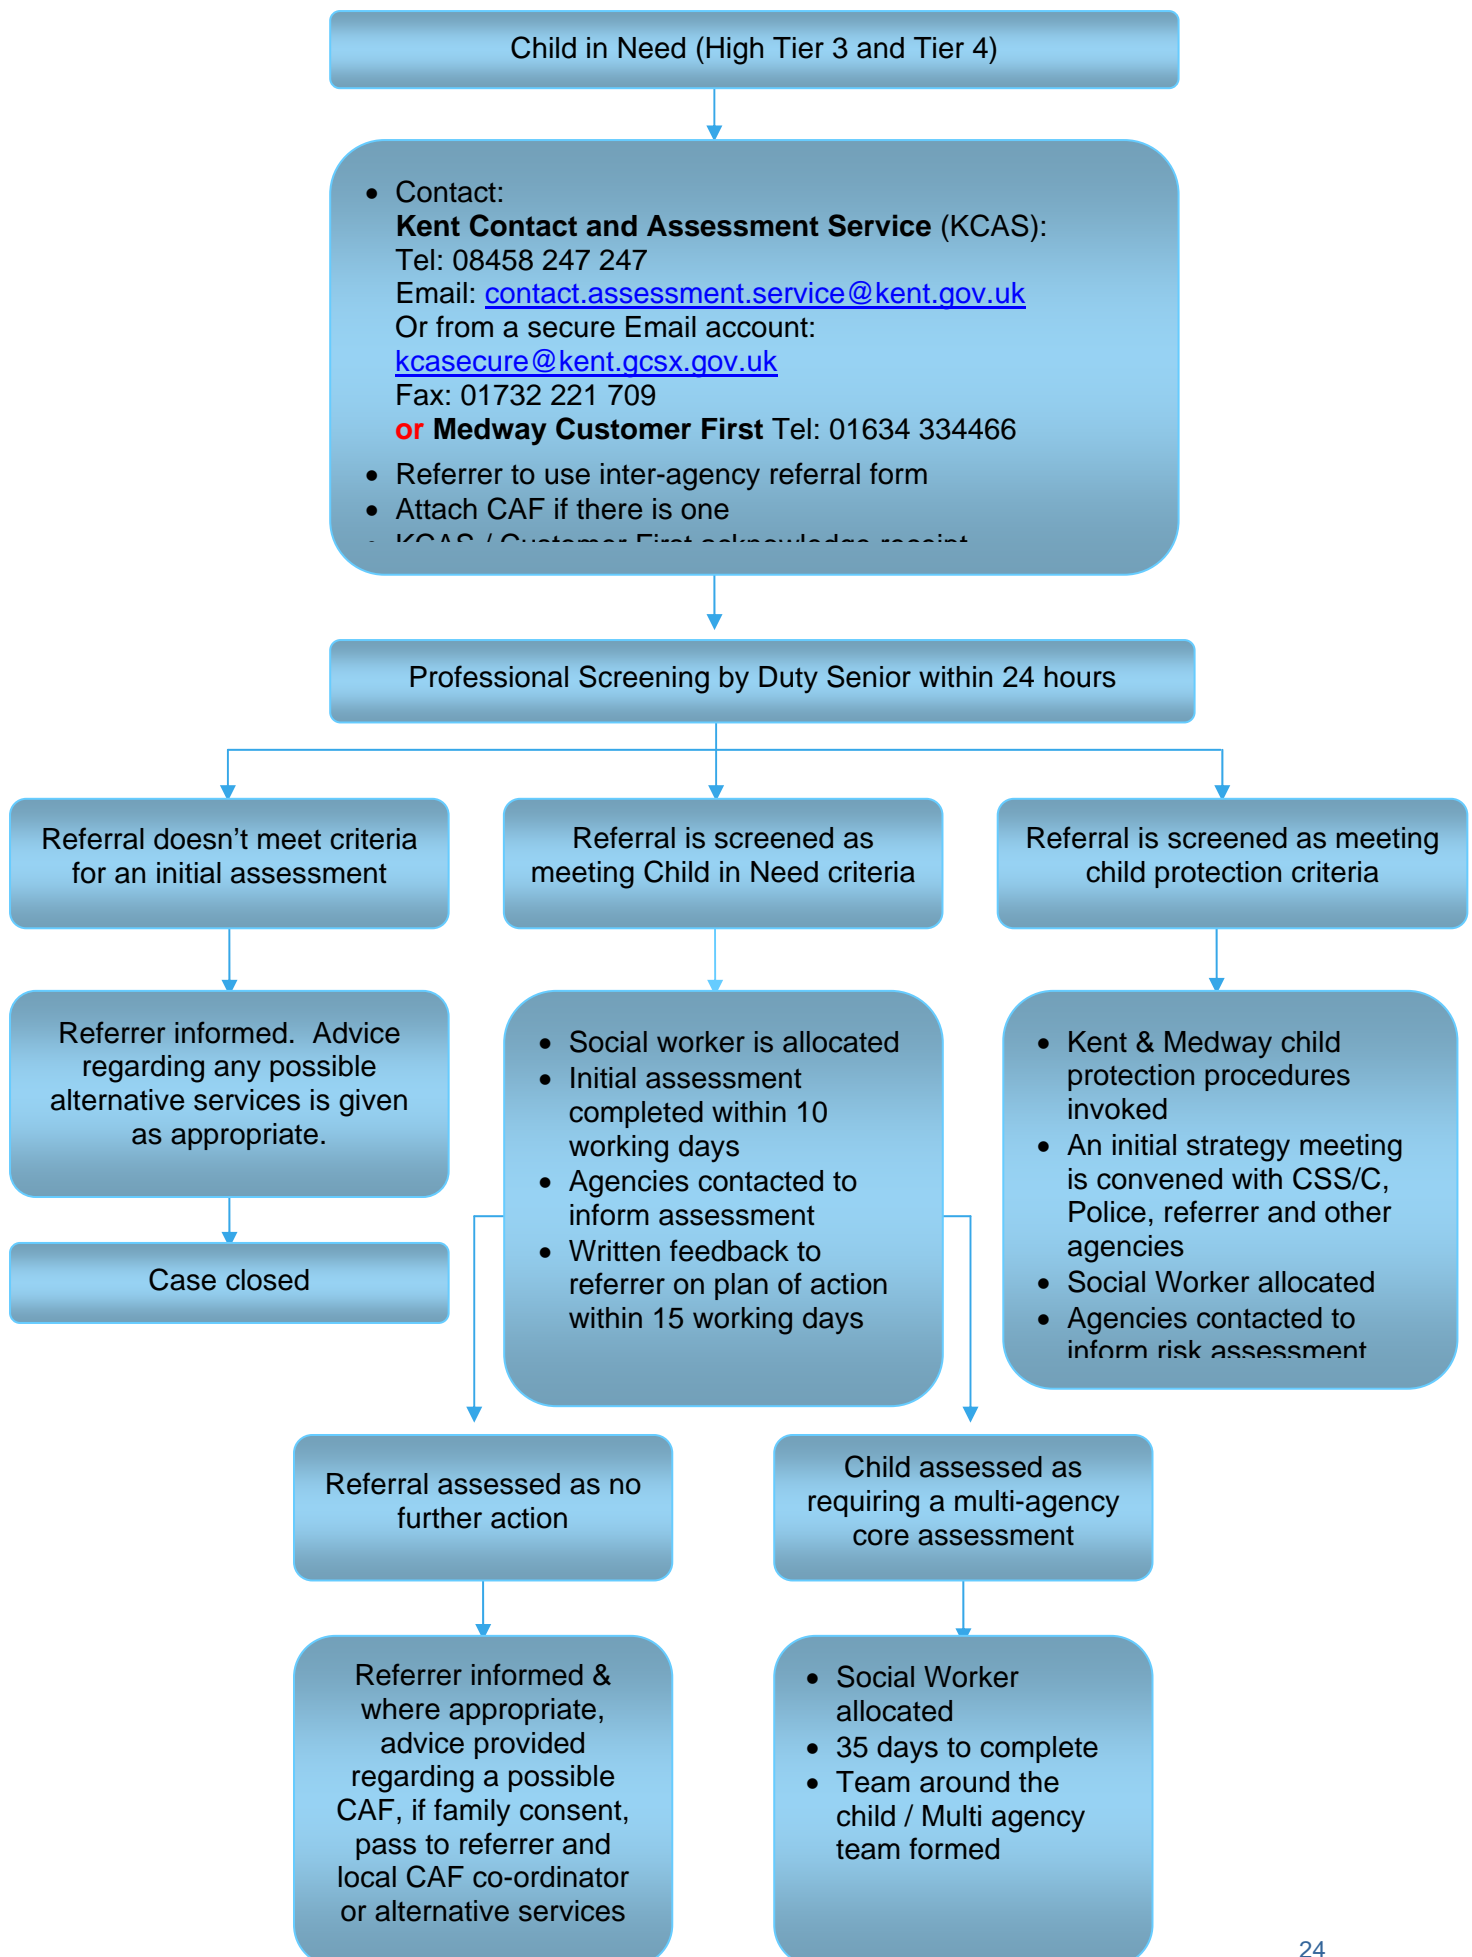 Child in Need (High Tier 3 and Tier 4)
• Contact:
Kent Contact and Assessment Service (KCAS):
Tel: 08458 247 247
Email: contact.assessment.service@kent.gov.uk
Or from a secure Email account:
kcasecure@kent.gcsx.gov.uk
Fax: 01732 221 709
or Medway Customer First Tel: 01634 334466
• Referrer to use inter-agency referral form
• Attach CAF if there is one
• KCAS / Customer First acknowledge receipt
Professional Screening by Duty Senior within 24 hours
Referral doesn’t meet criteria
for an initial assessment
Referral is screened as
meeting Child in Need criteria
Referral is screened as meeting
child protection criteria
Referrer informed.  Advice
regarding any possible
alternative services is given
as appropriate.
Case closed
• Social worker is allocated
• Initial assessment
completed within 10
working days
• Agencies contacted to
inform assessment
• Written feedback to
referrer on plan of action
within 15 working days
• Kent & Medway child
protection procedures
invoked
• An initial strategy meeting
is convened with CSS/C,
Police, referrer and other
agencies
• Social Worker allocated
• Agencies contacted to
inform risk assessment
Referral assessed as no
further action
Child assessed as
requiring a multi-agency
core assessment
Referrer informed &
where appropriate,
advice provided
regarding a possible
CAF, if family consent,
pass to referrer and
local CAF co-ordinator
or alternative services
• Social Worker
allocated
• 35 days to complete
• Team around the
child / Multi agency
team formed
24